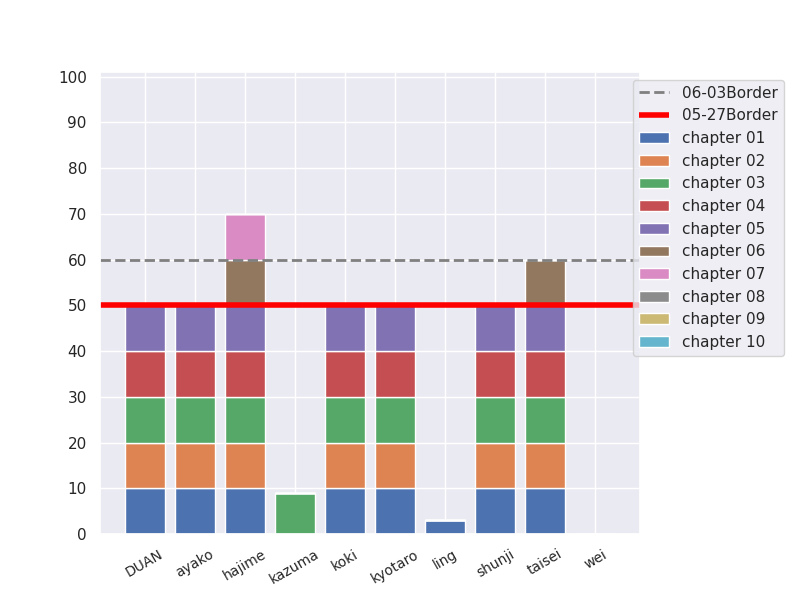 100
90
80
70
60
50
40
30
20
10
0
DUAN
ayako
hajime
kazuma
koki
kyotaro
ling
shunji
taisei
wei
06-03Border
05-27Border
chapter 01
chapter 02
chapter 03
chapter 04
chapter 05
chapter 06
chapter 07
chapter 08
chapter 09
chapter 10